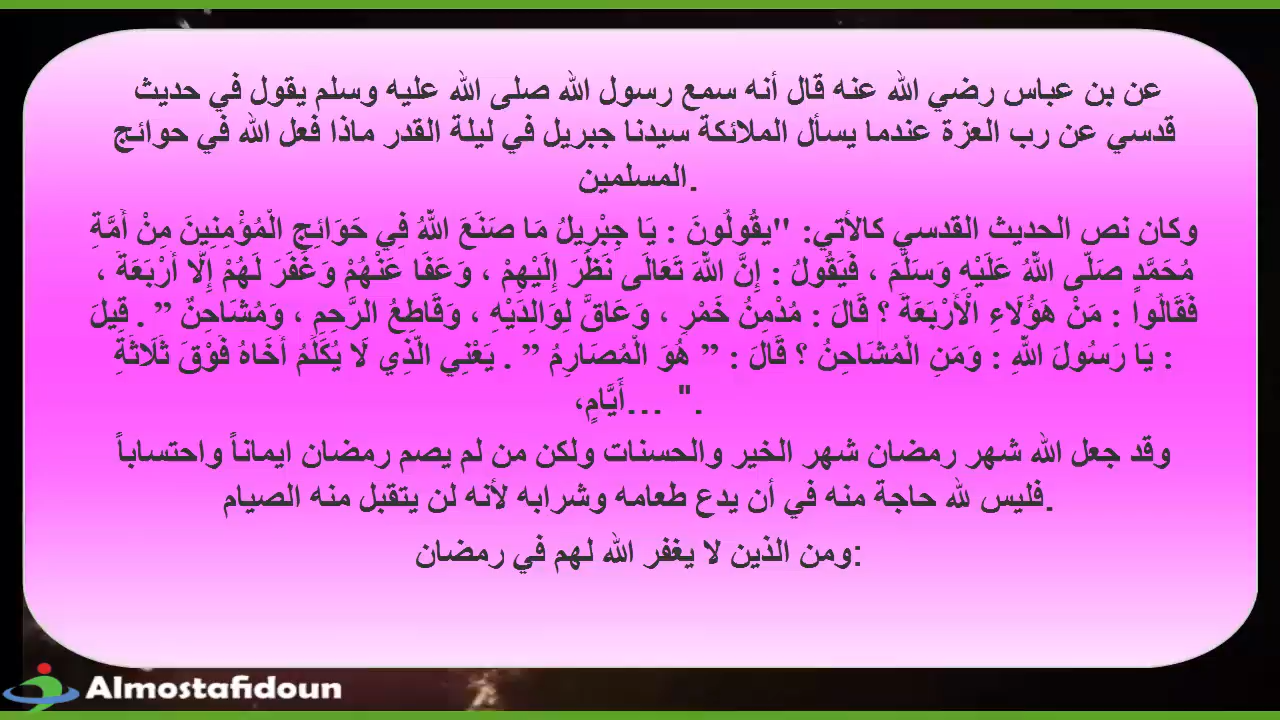 عن بن عباس رضي الله عنه قال أنه سمع رسول الله صلى الله عليه وسلم يقول في حديث
قدسي عن رب العزة عندما يسأل الملائكة سيدنا جبريل في ليلة القدر ماذا فعل الله في حوائج
المسلمين.
وكان نص الحديث القدسي كالأتي: "يقُولُونَ : يَا جِبْرِيلُ مَا صَنَعَ اللَّهُ فِي حَوَائِجِ الْمُؤْمِنِينَ مِنْ أُمَّةِ
مُحَمَّدٍ صَلَّى اللَّهُ عَلَيْهِ وَسَلَّمَ ، فَيَقُولُ : إِنَّ اللَّهَ تَعَالَى نَظَرَ إِلَيْهِمْ ، وَعَفَا عَنْهُمْ وَغَفَرَ لَهُمْ إِلَّا أَرْبَعَةً ،
فَقَالُوا : مَنْ هَؤُلَاءِ الْأَرْبَعَةُ ؟ قَالَ : مُدْمِنُ خَمْرٍ ، وَعَاقٌّ لِوَالِدَيْهِ ، وَقَاطِعُ الرَّحِمِ ، وَمُشَاحِنٌ ” . قِيلَ
: يَا رَسُولَ اللَّهِ : وَمَنِ الْمُشَاحِنُ ؟ قَالَ : ” هُوَ الْمُصَارِمُ ” . يَعْنِي الَّذِي لَا يُكَلِّمُ أَخَاهُ فَوْقَ ثَلَاثَةِ
أَيَّامٍ، … ".
وقد جعل الله شهر رمضان شهر الخير والحسنات ولكن من لم يصم رمضان ايماناً واحتساباً
فليس لله حاجة منه في أن يدع طعامه وشرابه لأنه لن يتقبل منه الصيام.
ومن الذين لا يغفر الله لهم في رمضان:
Almostafidoun